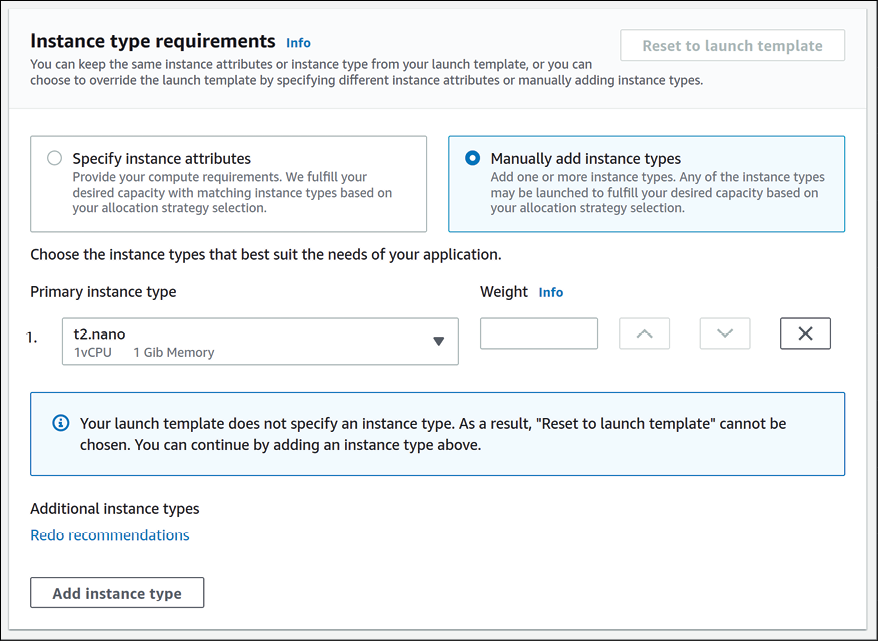 Instance type requirements Info
Reset to launch template
You can keep the same instance attributes or instance type from your launch template, or you can
choose to override the launch template by specifying different instance attributes or manually adding instance types.
Specify instance attributes
Provide your compute requirements. We fulfill your
desired capacity with matching instance types based on
your allocation strategy selection.
Manually add instance types
Add one or more instance types. Any of the instance types
may be launched to fulfill your desired capacity based on
your allocation strategy selection.
Choose the instance types that best suit the needs of your application.
Primary instance type
Weight Info
1.
t2.nano
1vCPU 1 Gib Memory
Your launch template does not specify an instance type. As a result, "Reset to launch template" cannot be
chosen. You can continue by adding an instance type above.
Additional instance types
Redo recommendations
Add instance type